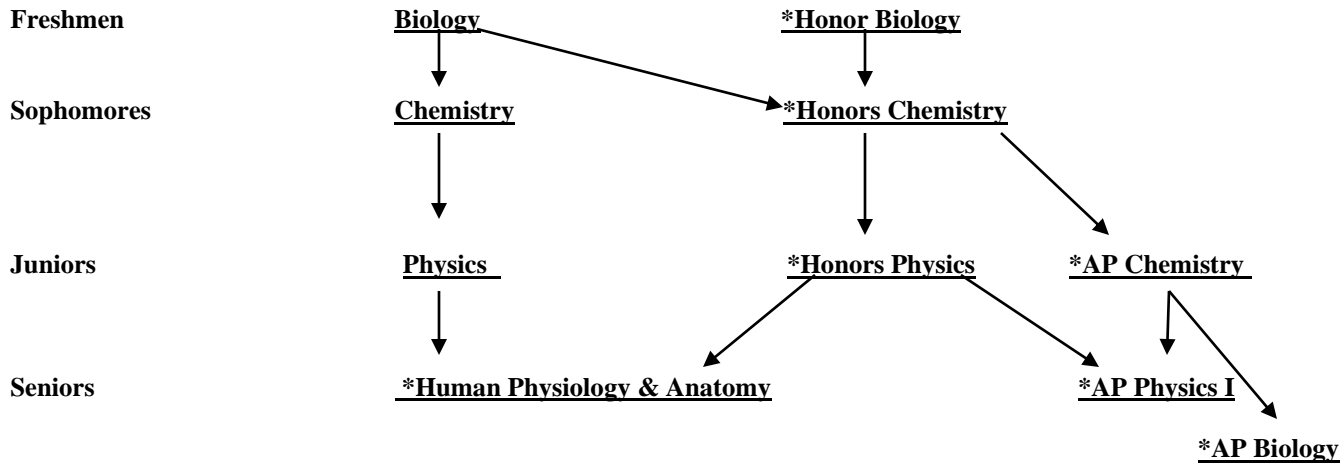 Freshmen Biology *Honor Biology
Sophomores Chemistry *Honors Chemistry
Juniors Physics *Honors Physics *AP Chemistry
Seniors *Human Physiology & Anatomy *AP Physics I
*AP Biology